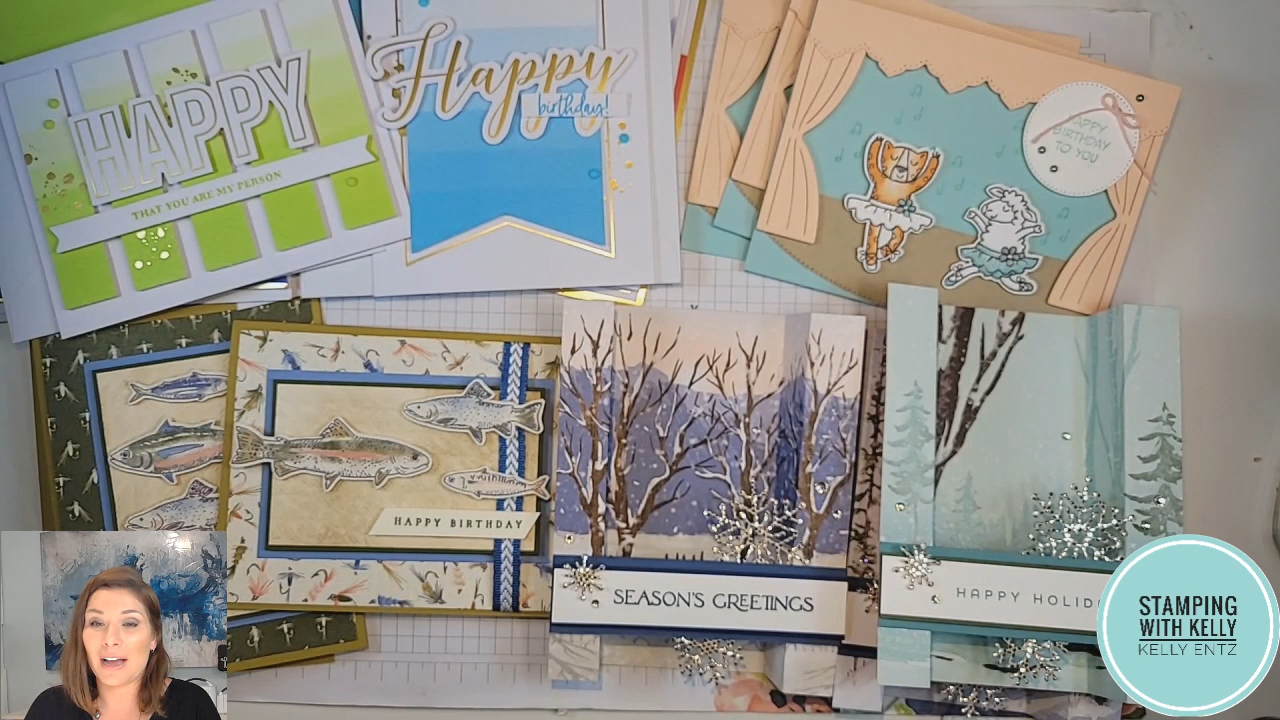 HAPPY
THAT YOU ARE MY PERSON
Happy
birthday!
HAPPY
BIRTHDAY
TO YOU
HAPPY BIRTHDAY
SEASON'S GREETINGS
HAPPY
STAMPING
WITH KELLY
KELLY ENTZ